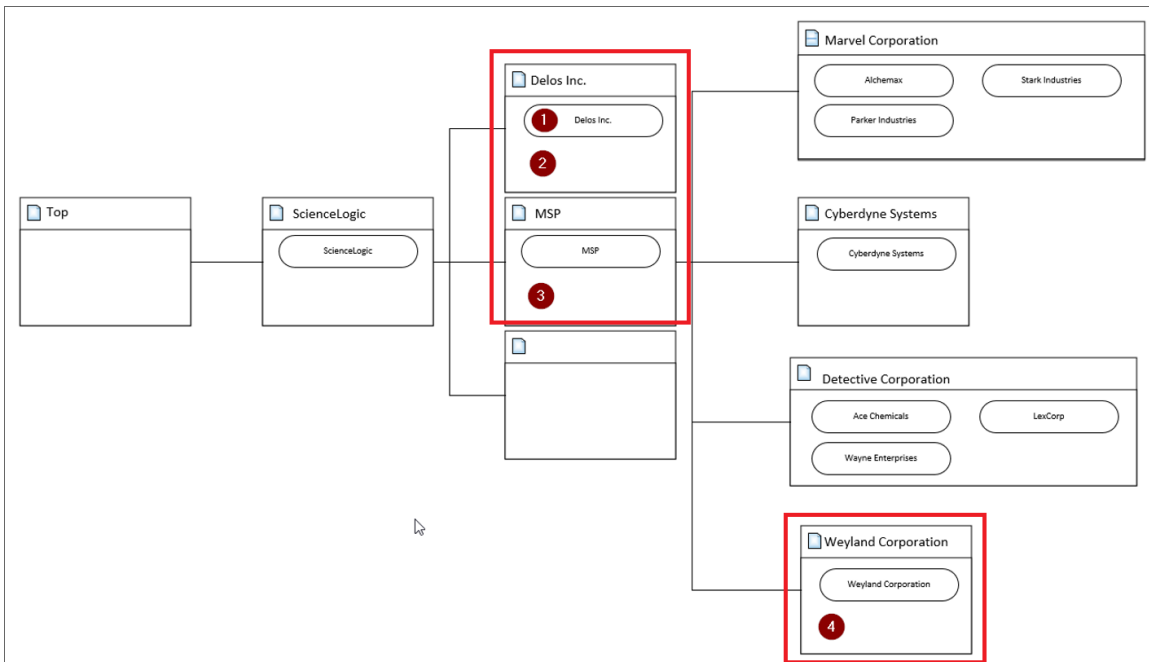 Top
ScienceLogic
ScienceLogic
Delos Inc.
1 Delos Inc.
2
MSP
MSP
3
Marvel Corporation
Alchemax
Stark Industries
Parker Industries
Cyberdyne Systems
Cyberdyne Systems
Detective Corporation
Ace Chemicals
LexCorp
Wayne Enterprises
Weyland Corporation
Weyland Corporation
4